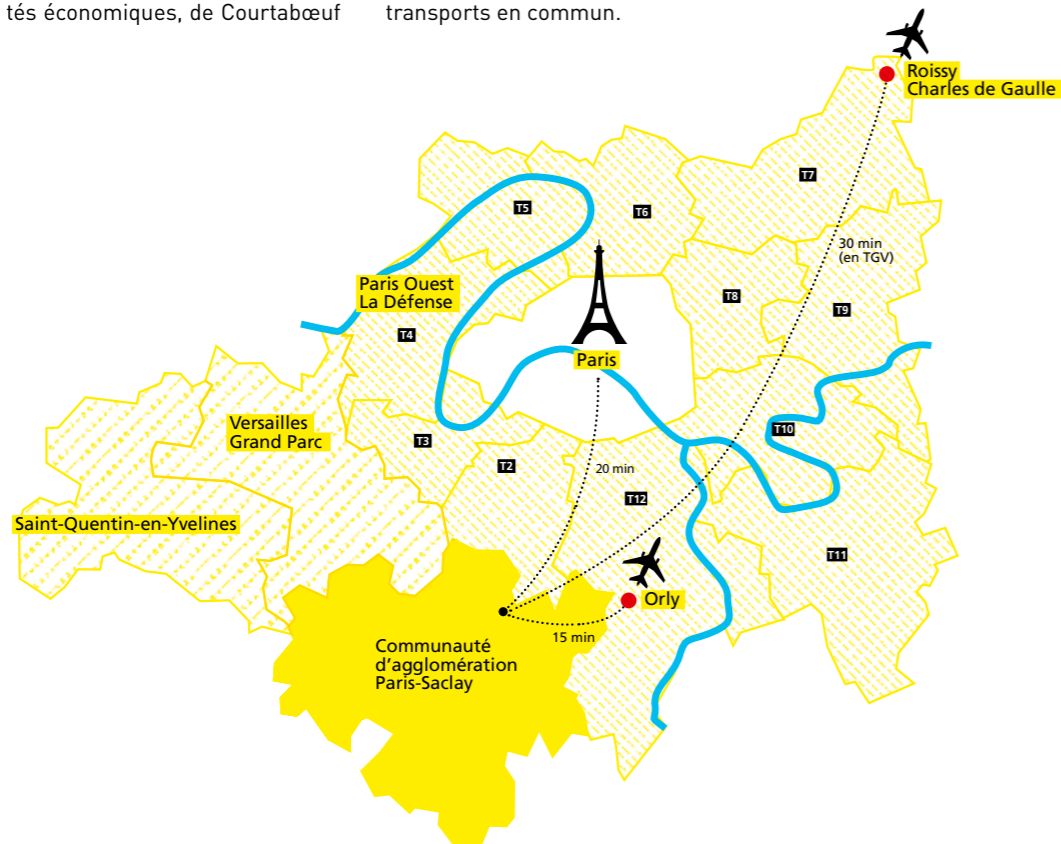 tés économiques, de Courtabœuf
transports en commun.
Roissy
Charles de Gaulle
T7
T5
T6
30 min
(en TGV)
Paris Ouest
La Défense
T8
T9
T4
Paris
Versailles
Grand Parc
T3
T10
T2
20 min
T12
Saint-Quentin-en-Yvelines
T11
Orly
15 min
Communauté
d’agglomération
Paris-Saclay